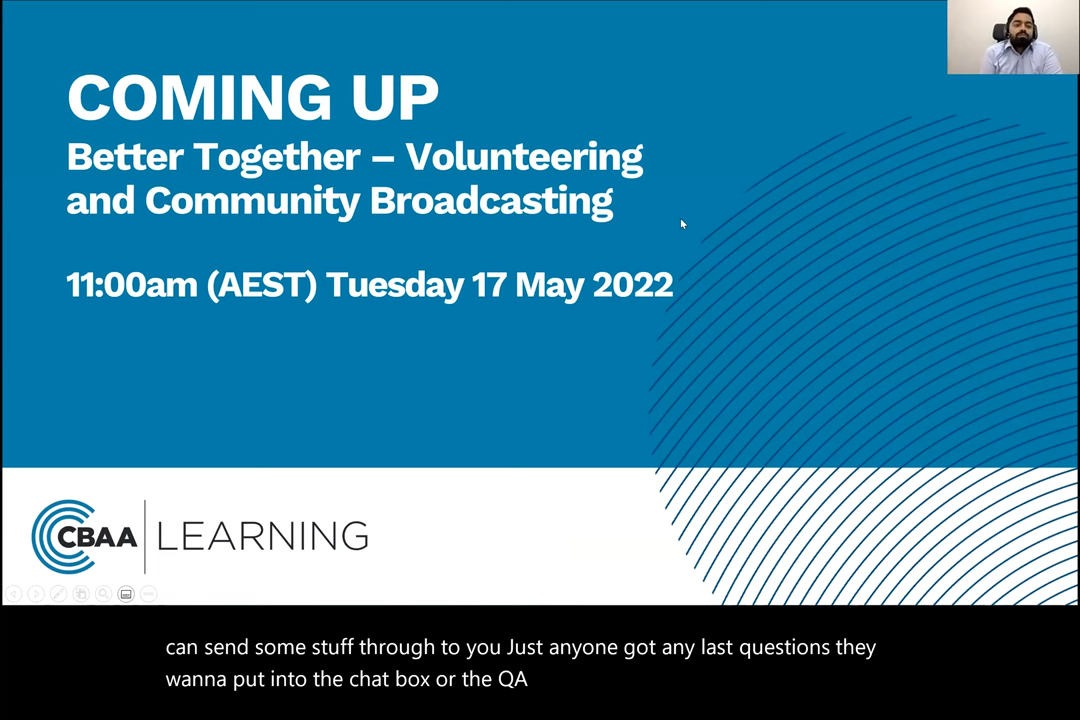 COMING UP
Better Together – Volunteering
and Community Broadcasting
11:00am (AEST) Tuesday 17 May 2022
CBAA LEARNING
can send some stuff through to you Just anyone got any last questions they
wanna put into the chat box or the QA